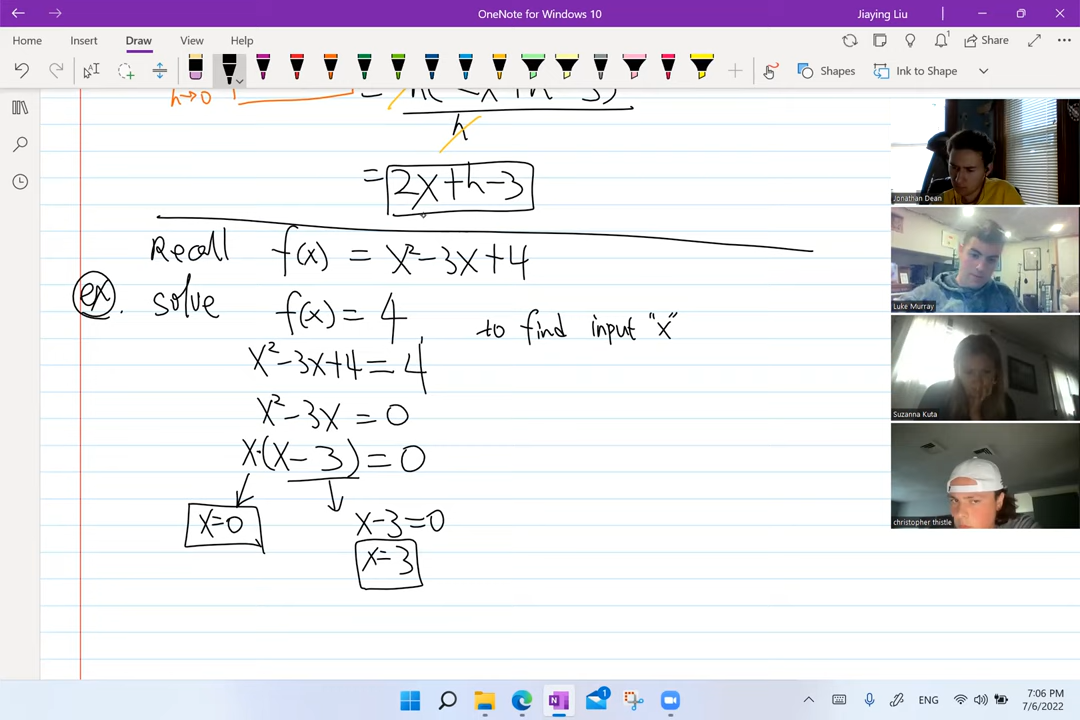 OneNote for Windows 10
Jiaying Liu
Home Insert Draw View Help
Share
Shapes
Ink to Shape
h→0
=
h
= 2x+h-3
Recall f(x) = x²-3x+4
ex. solve f(x) = 4 to find input "x"
x²-3x+4=4
x²-3x=0
x·(x-3)=0
x=0
x-3=0
x=3
Jonathan Dean
Luke Murray
Suzanna Kuta
christopher thistle
1
ENG
7:06 PM
7/6/2022